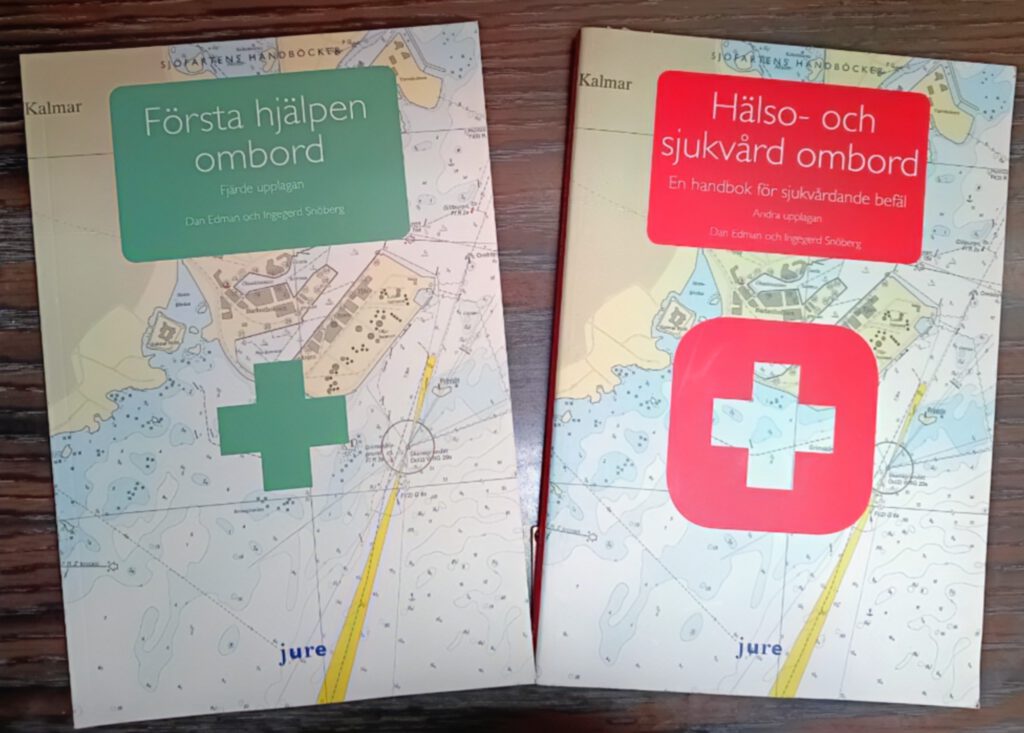 SJÖFARTENS HANDBÖCKER
Kalmar
Första hjälpen
ombord
Fjärde upplagan
Dan Edman och Ingegerd Snöberg
jure
SJÖFARTENS HANDBÖCKER
Kalmar
Hälso- och
sjukvård ombord
En handbok för sjukvårdande befäl
Andra upplagan
Dan Edman och Ingegerd Snöberg
jure